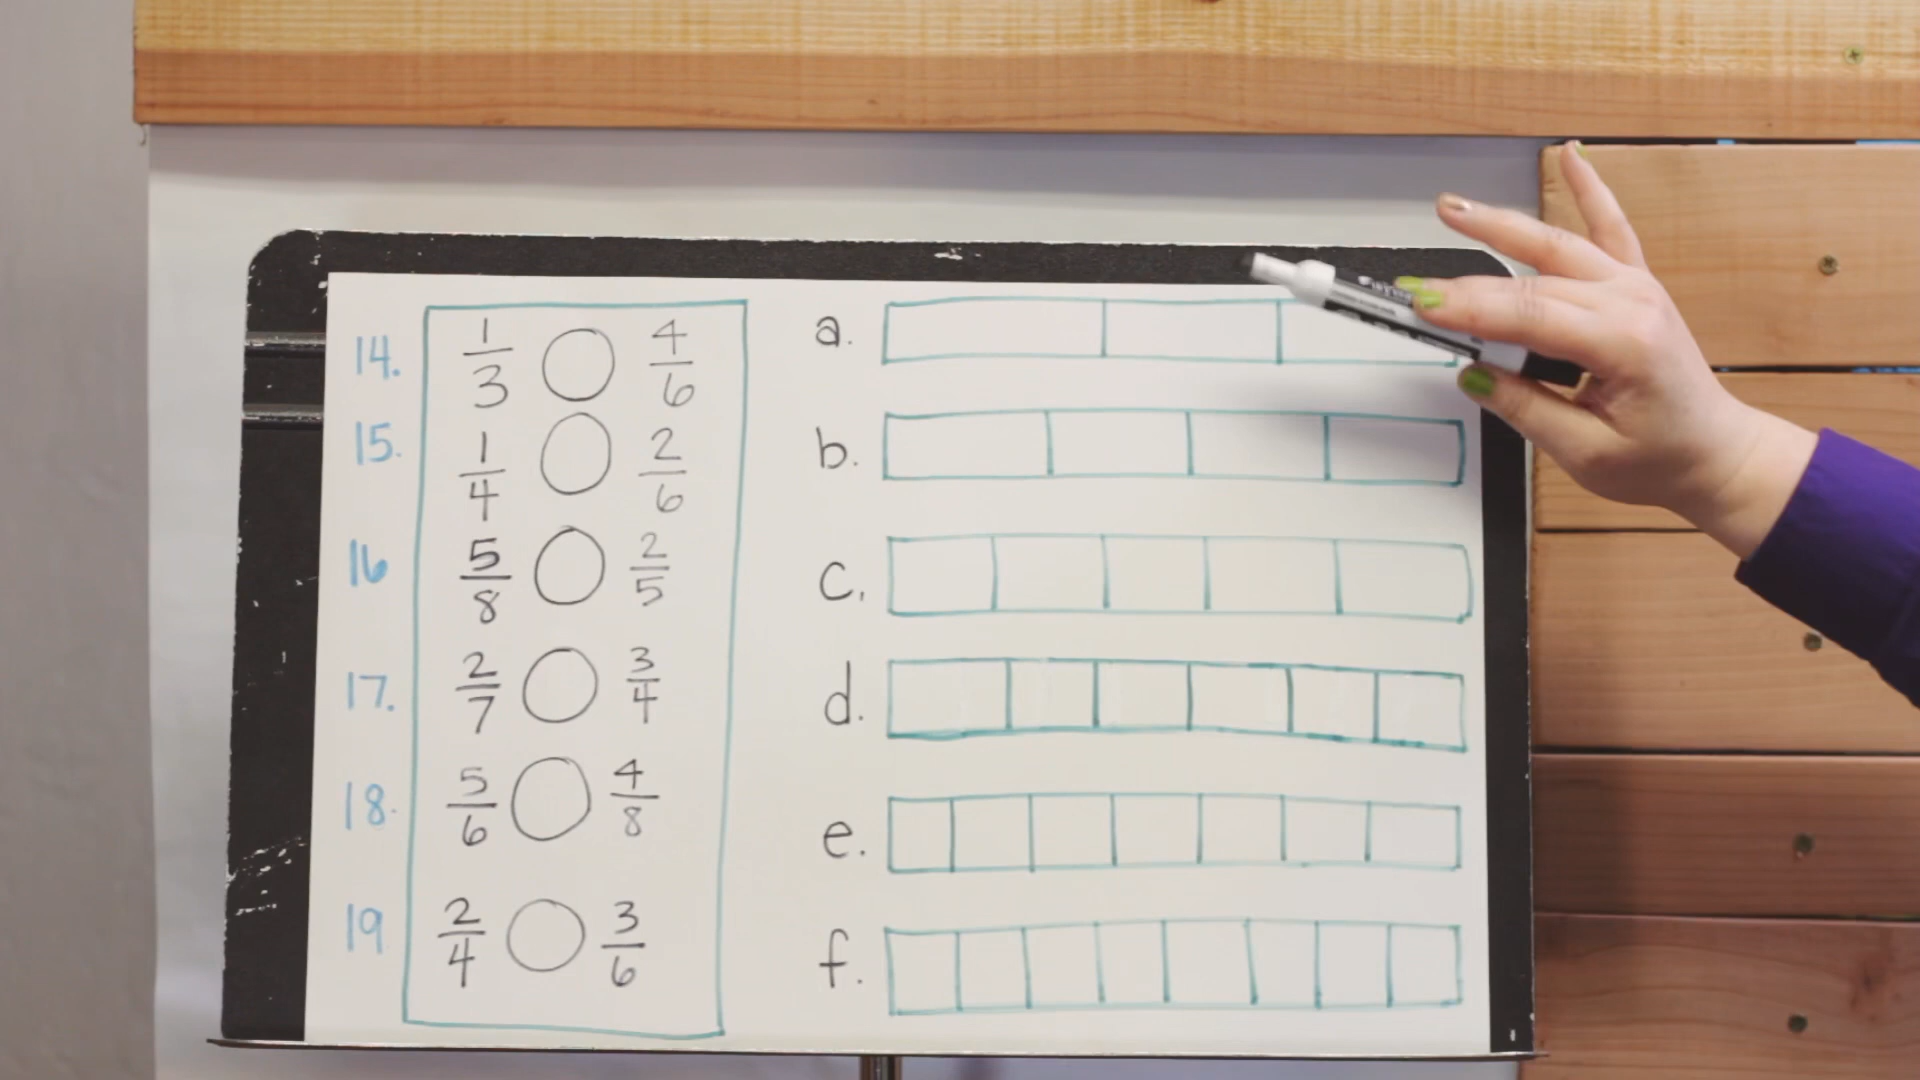 14. 1/3 ○ 4/6
15. 1/4 ○ 2/6
16 5/8 ○ 2/5
17. 2/7 ○ 3/4
18. 5/6 ○ 4/8
19. 2/4 ○ 3/6
a.
b.
c.
d.
e.
f.